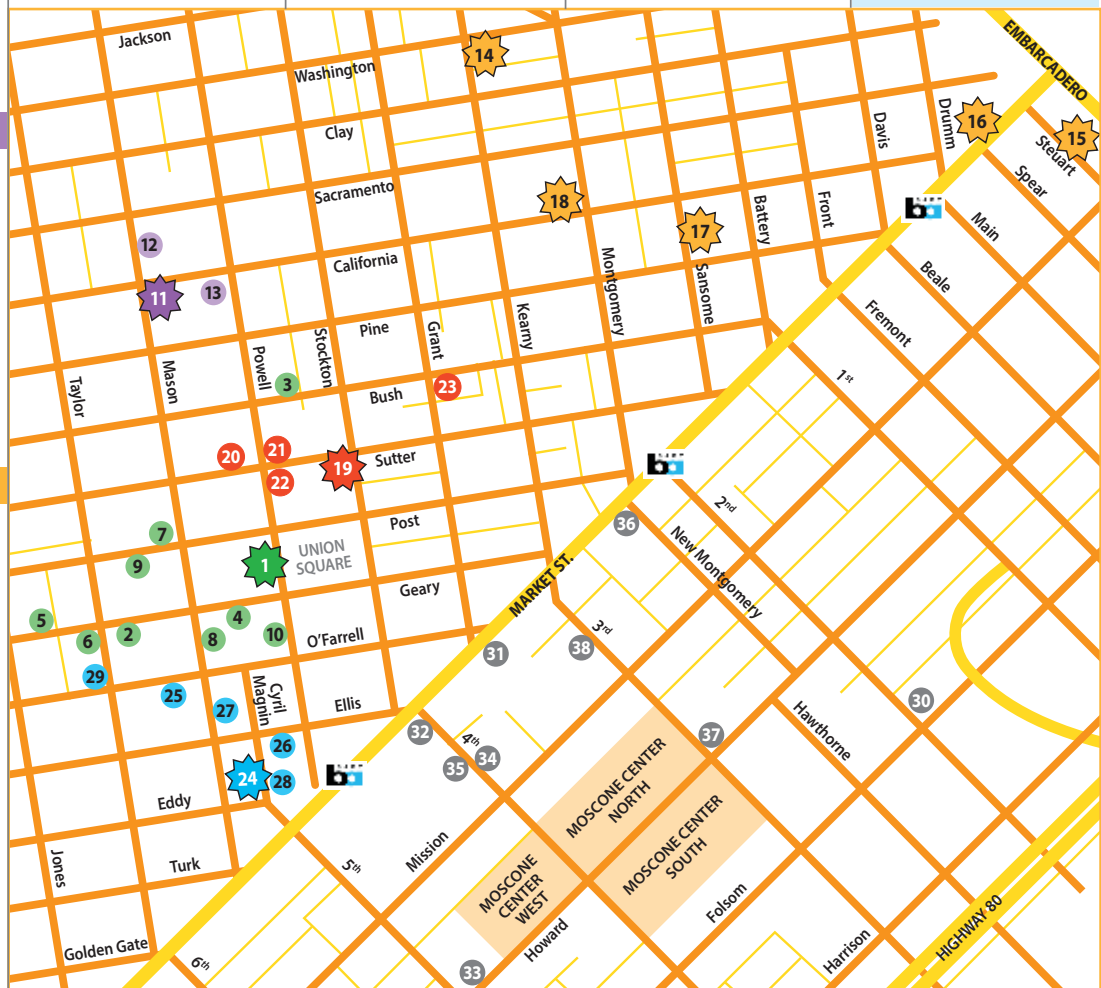 Jackson
14
EMBARCADERO
Washington
Clay
Davis
Drumm
16
15
Steuart
Sacramento
18
Spear
12
17
Battery
Front
Main
California
11
13
Montgomery
Sansome
Beale
Pine
Kearny
Fremont
Taylor
Mason
Powell
Stockton
Grant
3
Bush
23
1st
20
21
19
Sutter
22
2nd
36
7
Post
9
1
UNION
SQUARE
New Montgomery
MARKET ST.
Geary
5
6
2
4
8
10
O'Farrell
3rd
31
38
29
25
27
Cyril
Magnin
Ellis
30
32
4th
34
35
37
Hawthorne
26
24
28
MOSCONE CENTER
NORTH
Eddy
MOSCONE CENTER
SOUTH
Jones
Turk
5th
Mission
MOSCONE
CENTER
WEST
Folsom
Golden Gate
6th
33
Howard
Harrison
HIGHWAY 80